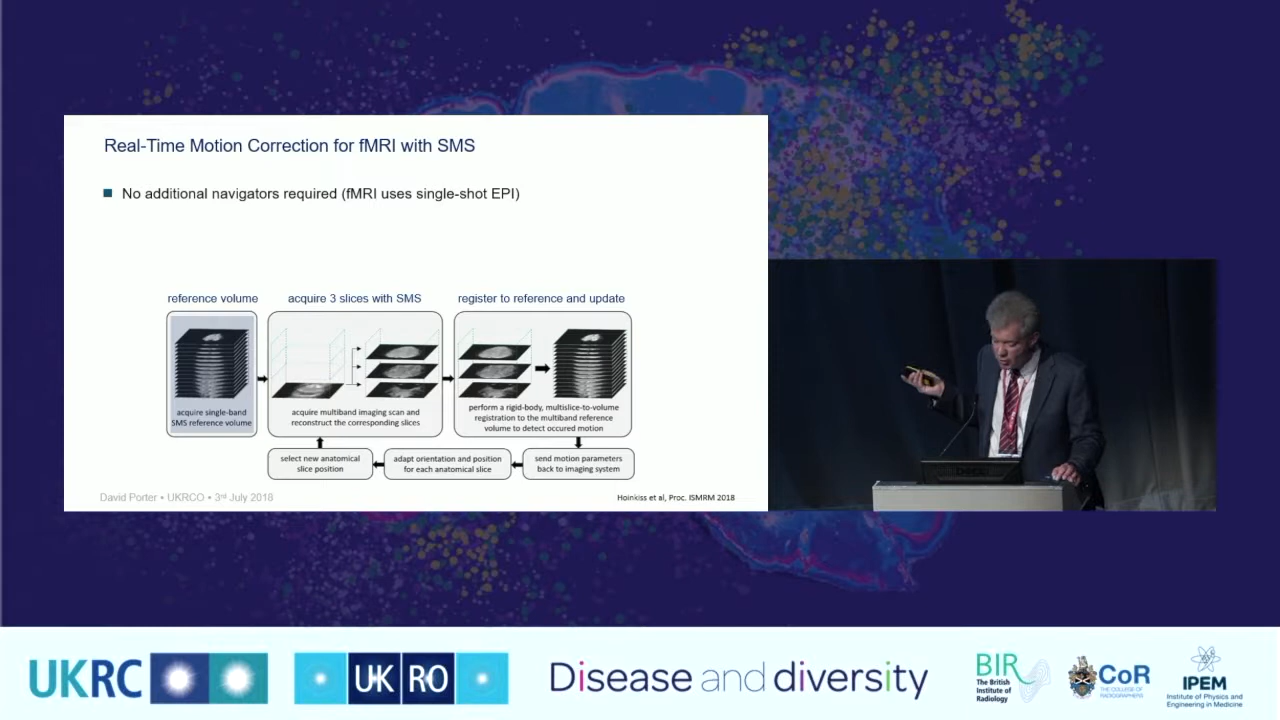 Real-Time Motion Correction for fMRI with SMS
No additional navigators required (fMRI uses single-shot EPI)
reference volume
acquire 3 slices with SMS
register to reference and update
acquire single-band
SMS reference volume
acquire multiband imaging scan and
reconstruct the corresponding slices
perform a rigid-body, multislice-to-volume
registration to the multiband reference
volume to detect occured motion
select new anatomical
slice position
adapt orientation and position
for each anatomical slice
send motion parameters
back to imaging system
David Porter • UKRCO • 3rd July 2018
Hoinkiss et al, Proc. ISMRM 2018
UKRC
UK RO
Disease and diversity
BIR
The British
Institute of
Radiology
CoR
THE COLLEGE OF
RADIOGRAPHERS
IPEM
Institute of Physics and
Engineering in Medicine